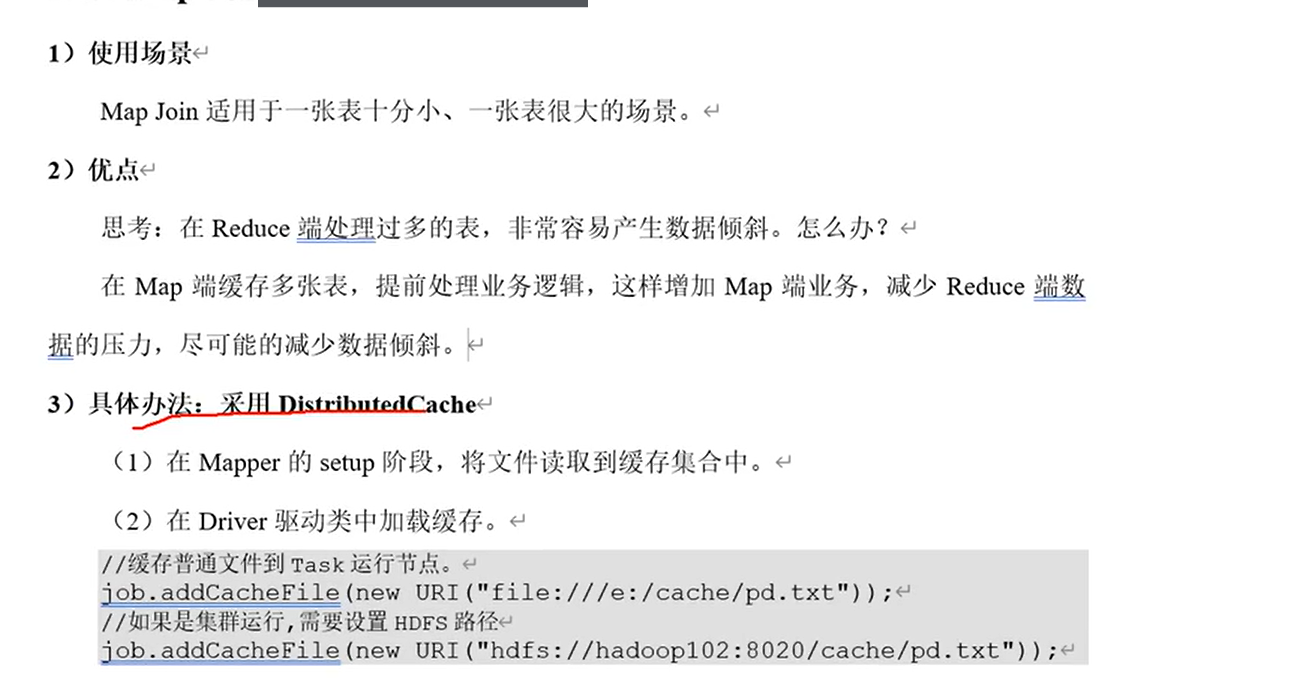 1）使用场景
Map Join 适用于一张表十分小、一张表很大的场景。
2）优点
思考：在 Reduce 端处理过多的表，非常容易产生数据倾斜。怎么办？
在 Map 端缓存多张表，提前处理业务逻辑，这样增加 Map 端业务，减少 Reduce 端数
据的压力，尽可能的减少数据倾斜。
3）具体办法：采用 DistributedCache
（1）在 Mapper 的 setup 阶段，将文件读取到缓存集合中。
（2）在 Driver 驱动类中加载缓存。
//缓存普通文件到 Task 运行节点。
job.addCacheFile(new URI("file:///e:/cache/pd.txt"));
//如果是集群运行,需要设置 HDFS 路径
job.addCacheFile(new URI("hdfs://hadoop102:8020/cache/pd.txt"));